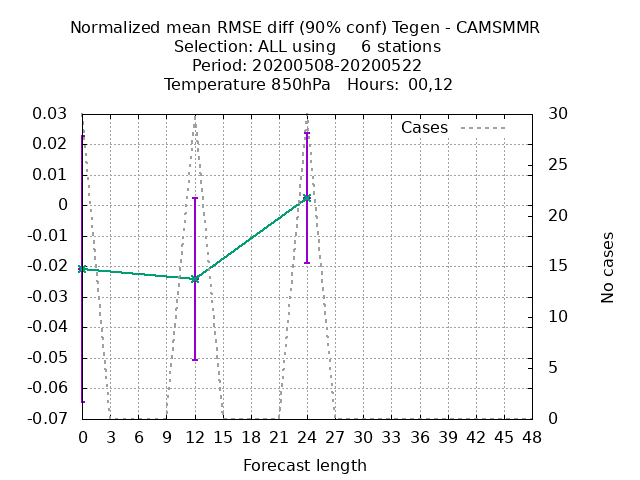 Normalized mean RMSE diff (90% conf) Tegen - CAMSMMR
Selection: ALL using 6 stations
Period: 20200508-20200522
Temperature 850hPa Hours: 00,12
Cases
0.03
0.02
0.01
0
-0.01
-0.02
-0.03
-0.04
-0.05
-0.06
-0.07
30
25
20
15
10
5
0
No cases
0 3 6 9 12 15 18 21 24 27 30 33 36 39 42 45 48
Forecast length